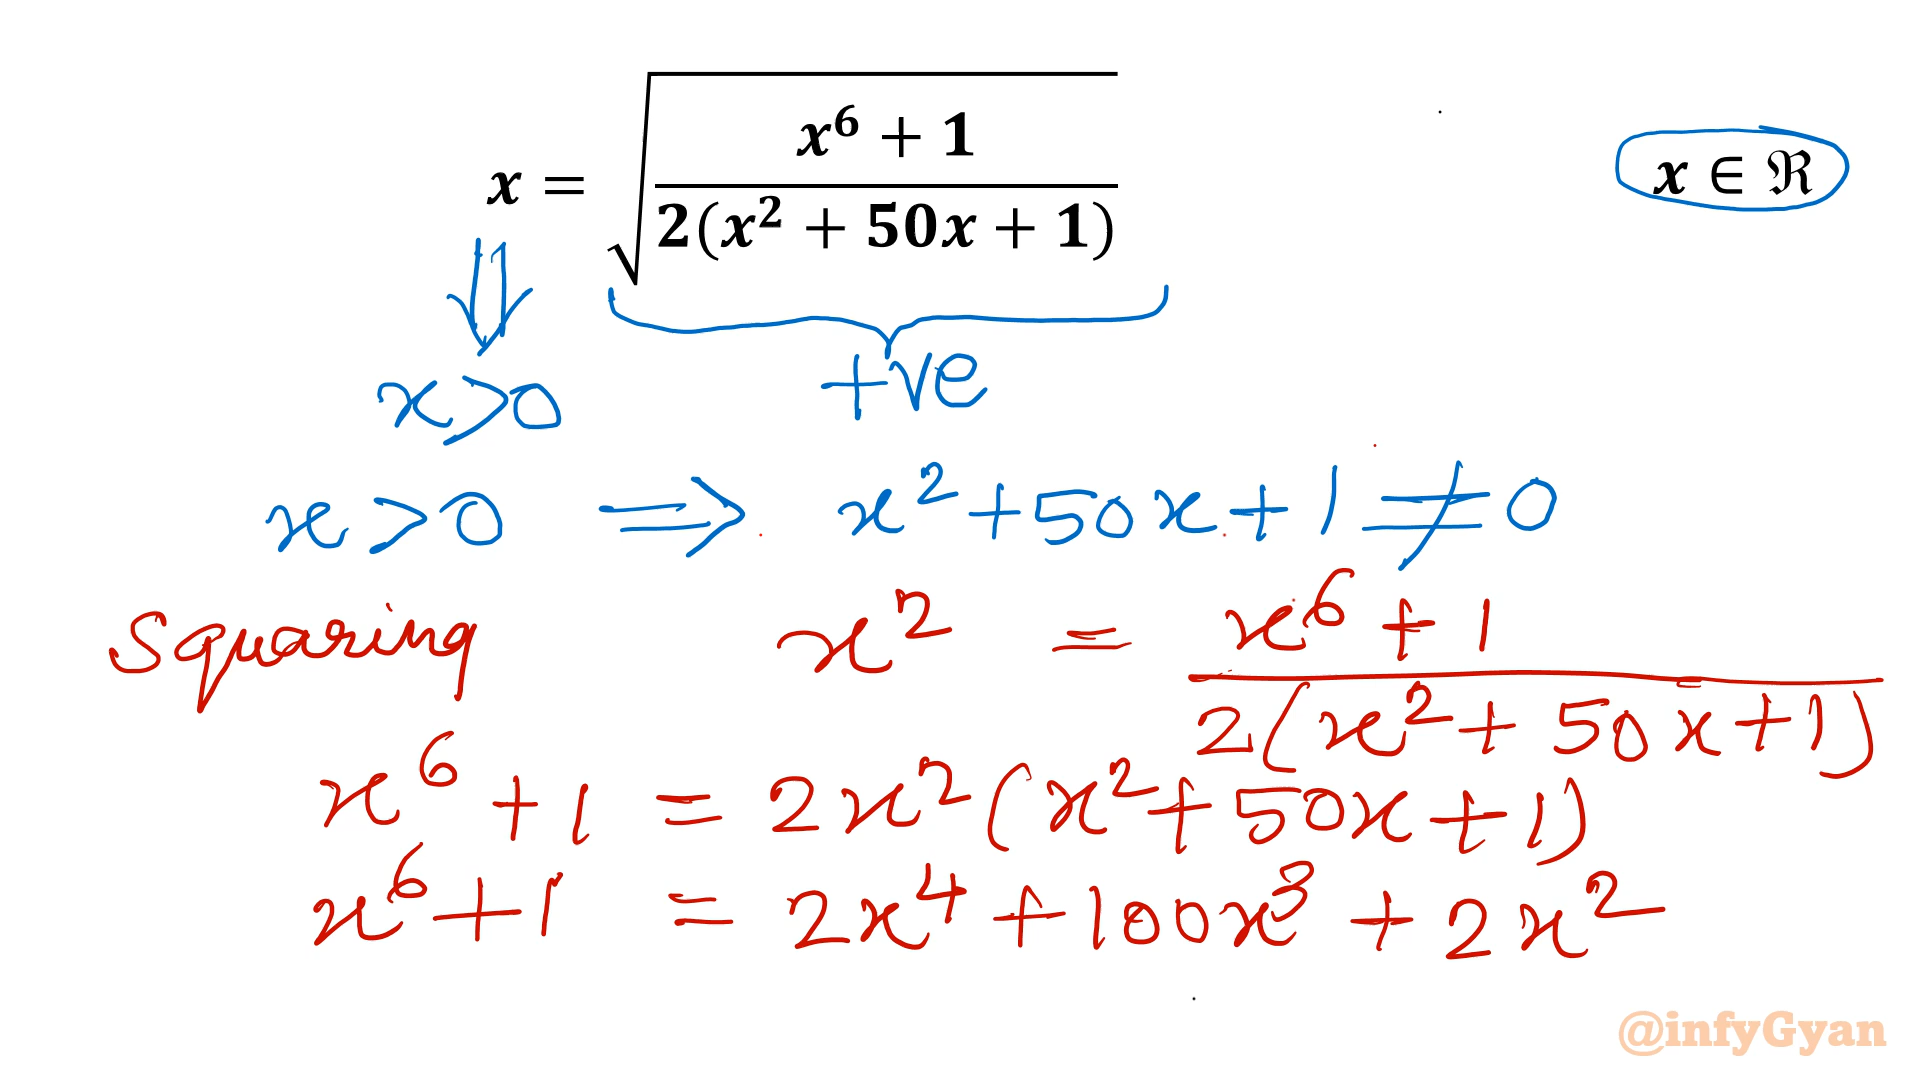 x = √((x⁶ + 1)/(2(x² + 50x + 1)))
x ∈ ℜ
x>0
+ve
x>0 ⟹ x²+50x+1≠0
Squaring x² = (x⁶+1)/(2(x²+50x+1))
x⁶+1 = 2x²(x²+50x+1)
x⁶+1 = 2x⁴+100x³+2x²
@infyGyan